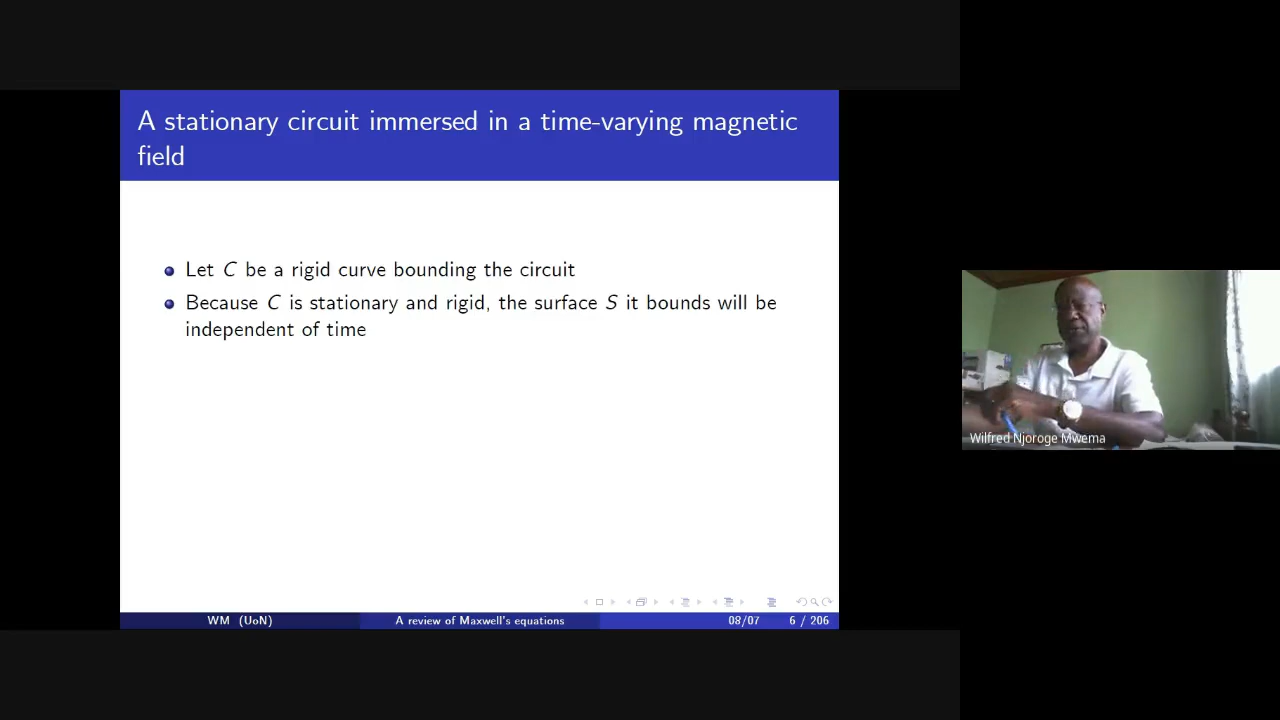 A stationary circuit immersed in a time-varying magnetic
field
Let C be a rigid curve bounding the circuit
Because C is stationary and rigid, the surface S it bounds will be
independent of time
WM (UoN)
A review of Maxwell's equations
08/07
6 / 206
Wilfred Njoroge Mwema